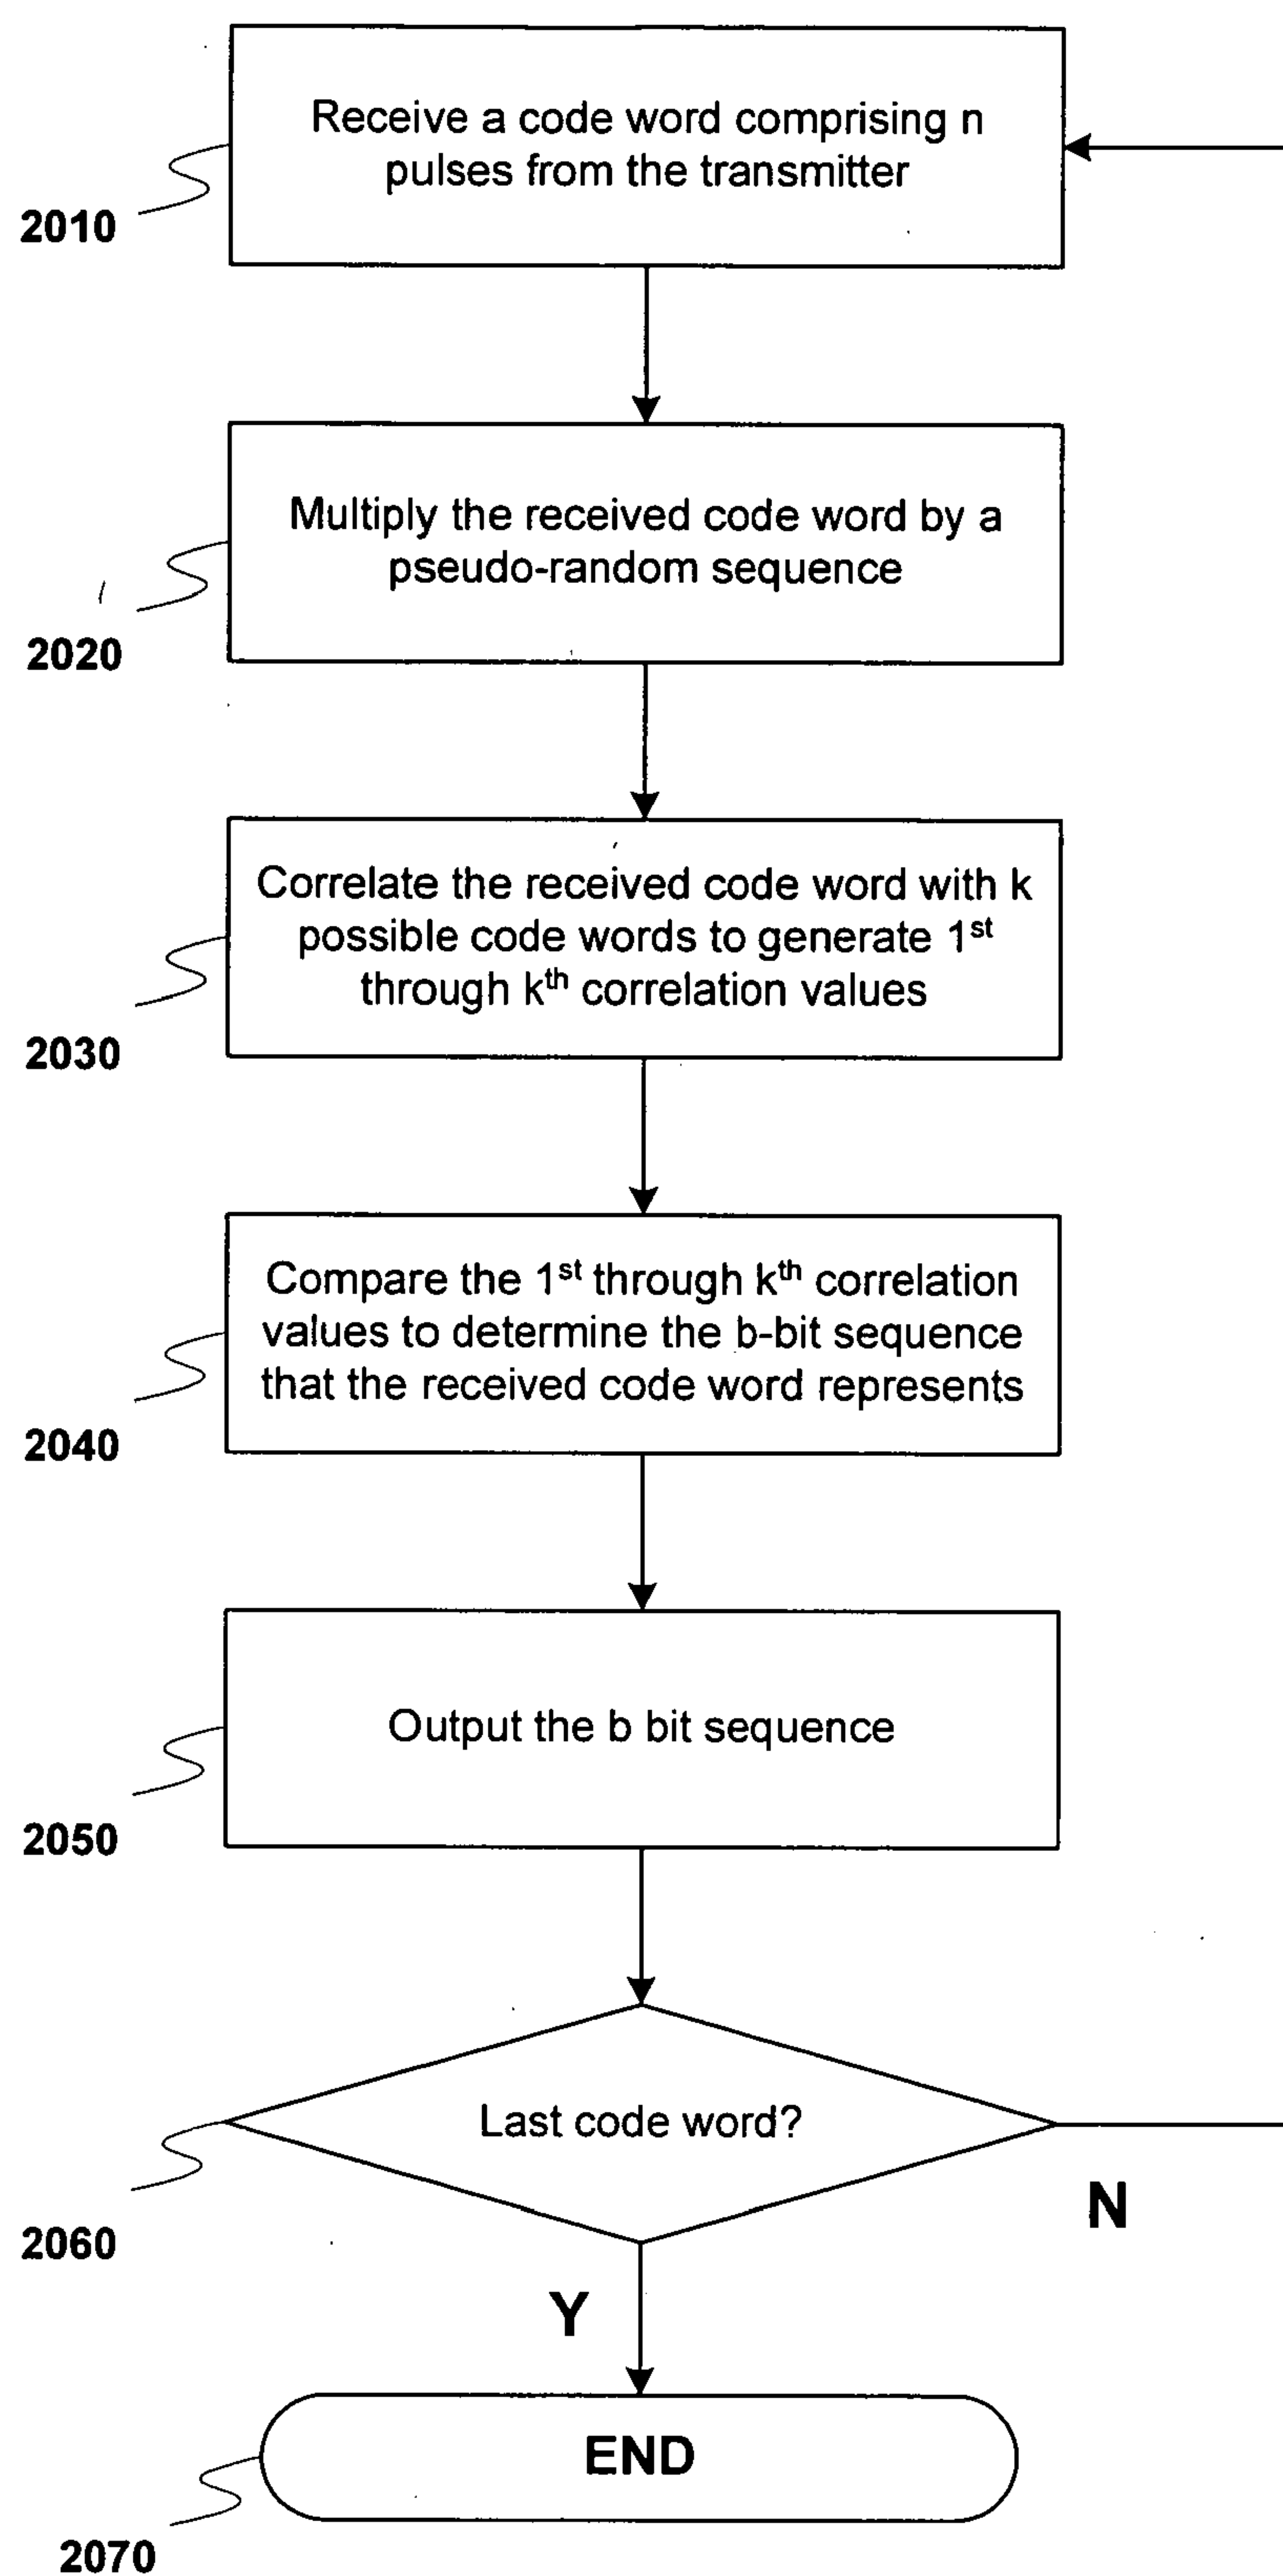 Receive a code word comprising n
pulses from the transmitter
2010
Multiply the received code word by a
pseudo-random sequence
2020
Correlate the received code word with k
possible code words to generate 1st
through kth correlation values
2030
Compare the 1st through kth correlation
values to determine the b-bit sequence
that the received code word represents
2040
Output the b bit sequence
2050
Last code word?
N
2060
Y
END
2070